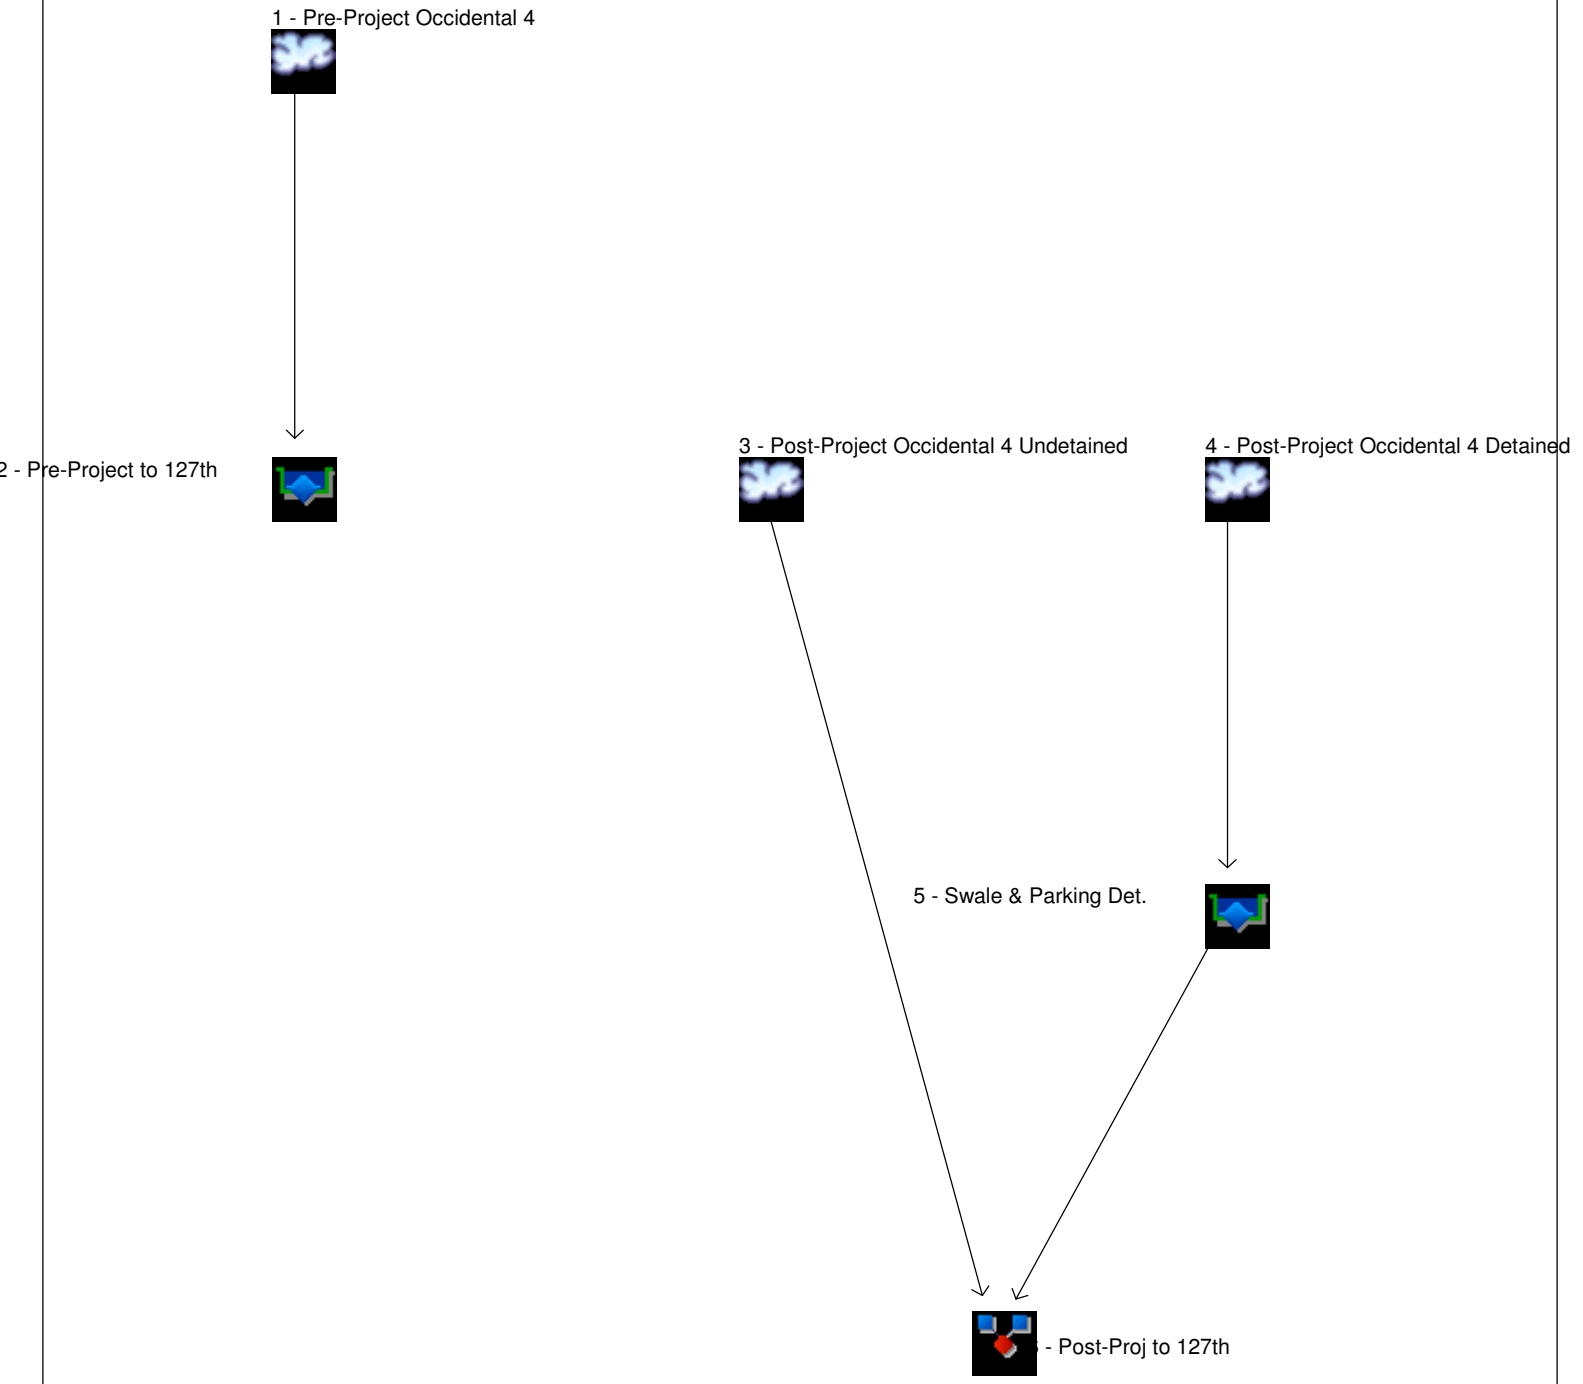 1 - Pre-Project Occidental 4
3 - Post-Project Occidental 4 Undetained
4 - Post-Project Occidental 4 Detained
2 - Pre-Project to 127th
5 - Swale & Parking Det.
- Post-Proj to 127th